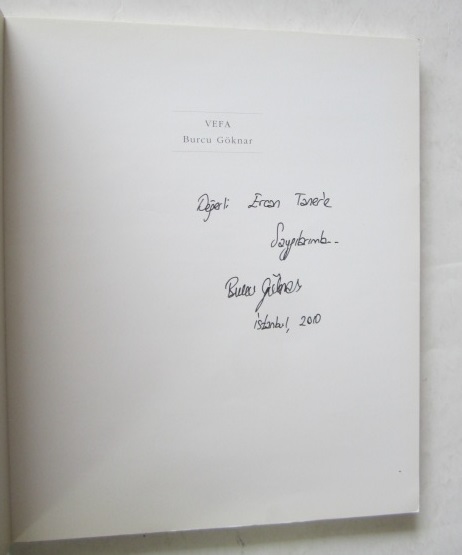 VEFA
Burcu Göknar
Değerli Ercan Taner'e
Saygılarımla...
Burcu Göknar
İstanbul, 2010